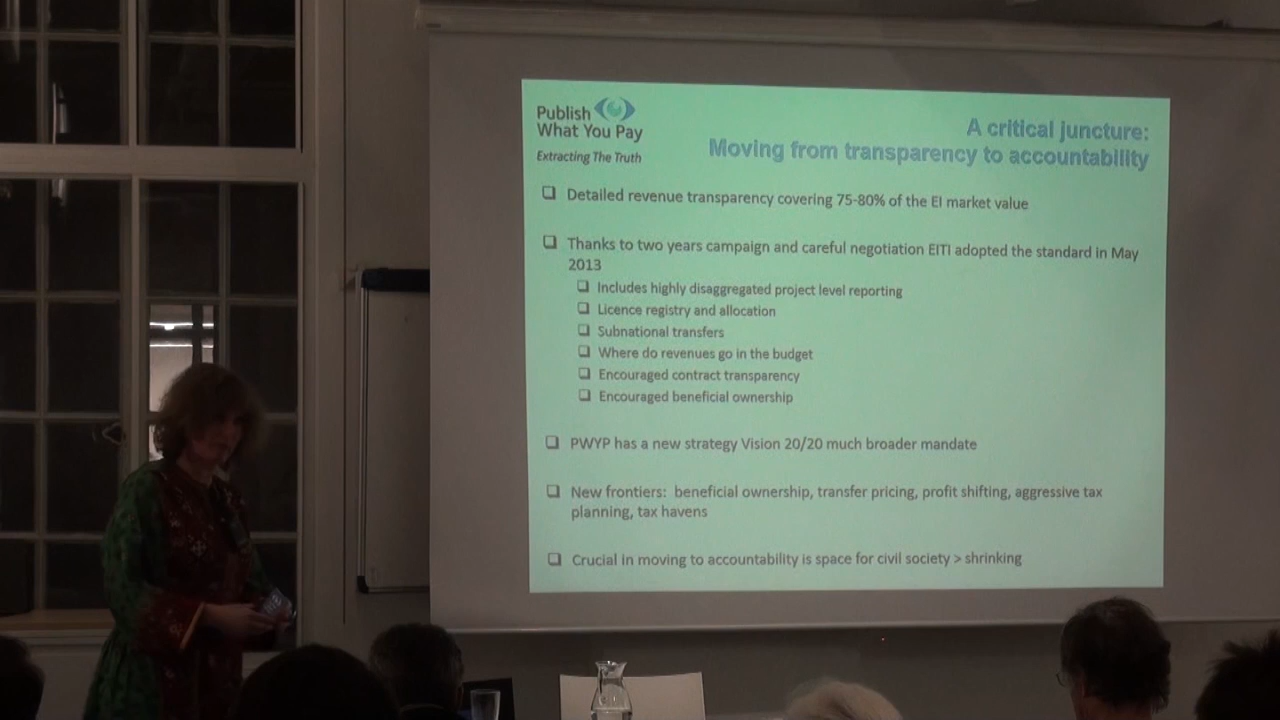 Publish
What You Pay
Extracting The Truth
A critical juncture:
Moving from transparency to accountability
❑ Detailed revenue transparency covering 75-80% of the EI market value
❑ Thanks to two years campaign and careful negotiation EITI adopted the standard in May
2013
❑ Includes highly disaggregated project level reporting
❑ Licence registry and allocation
❑ Subnational transfers
❑ Where do revenues go in the budget
❑ Encouraged contract transparency
❑ Encouraged beneficial ownership
❑ PWYP has a new strategy Vision 20/20 much broader mandate
❑ New frontiers: beneficial ownership, transfer pricing, profit shifting, aggressive tax
planning, tax havens
❑ Crucial in moving to accountability is space for civil society > shrinking